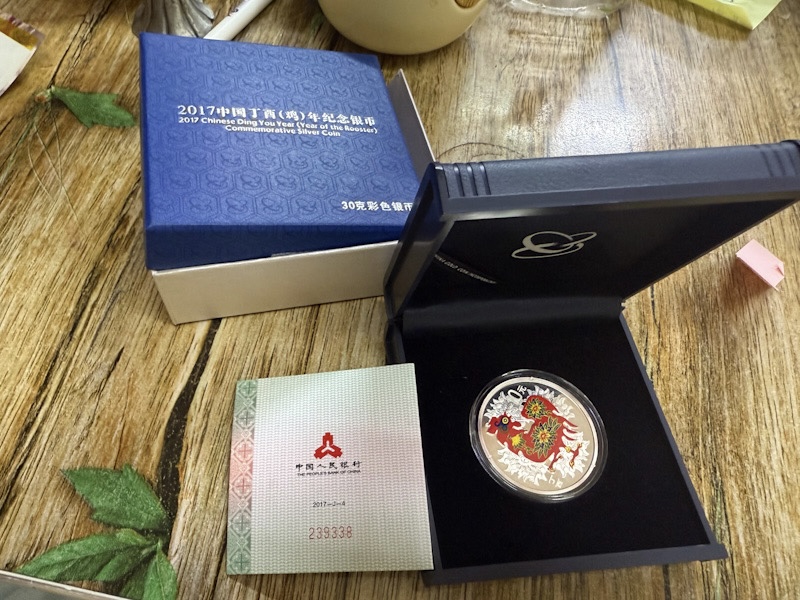 2017中国丁酉(鸡)年纪念银币
2017 Chinese Ding You Year (Year of the Rooster)
Commemorative Silver Coin
30克彩色银币
中国人民银行
THE PEOPLE'S BANK OF CHINA
2017—J—A
239338